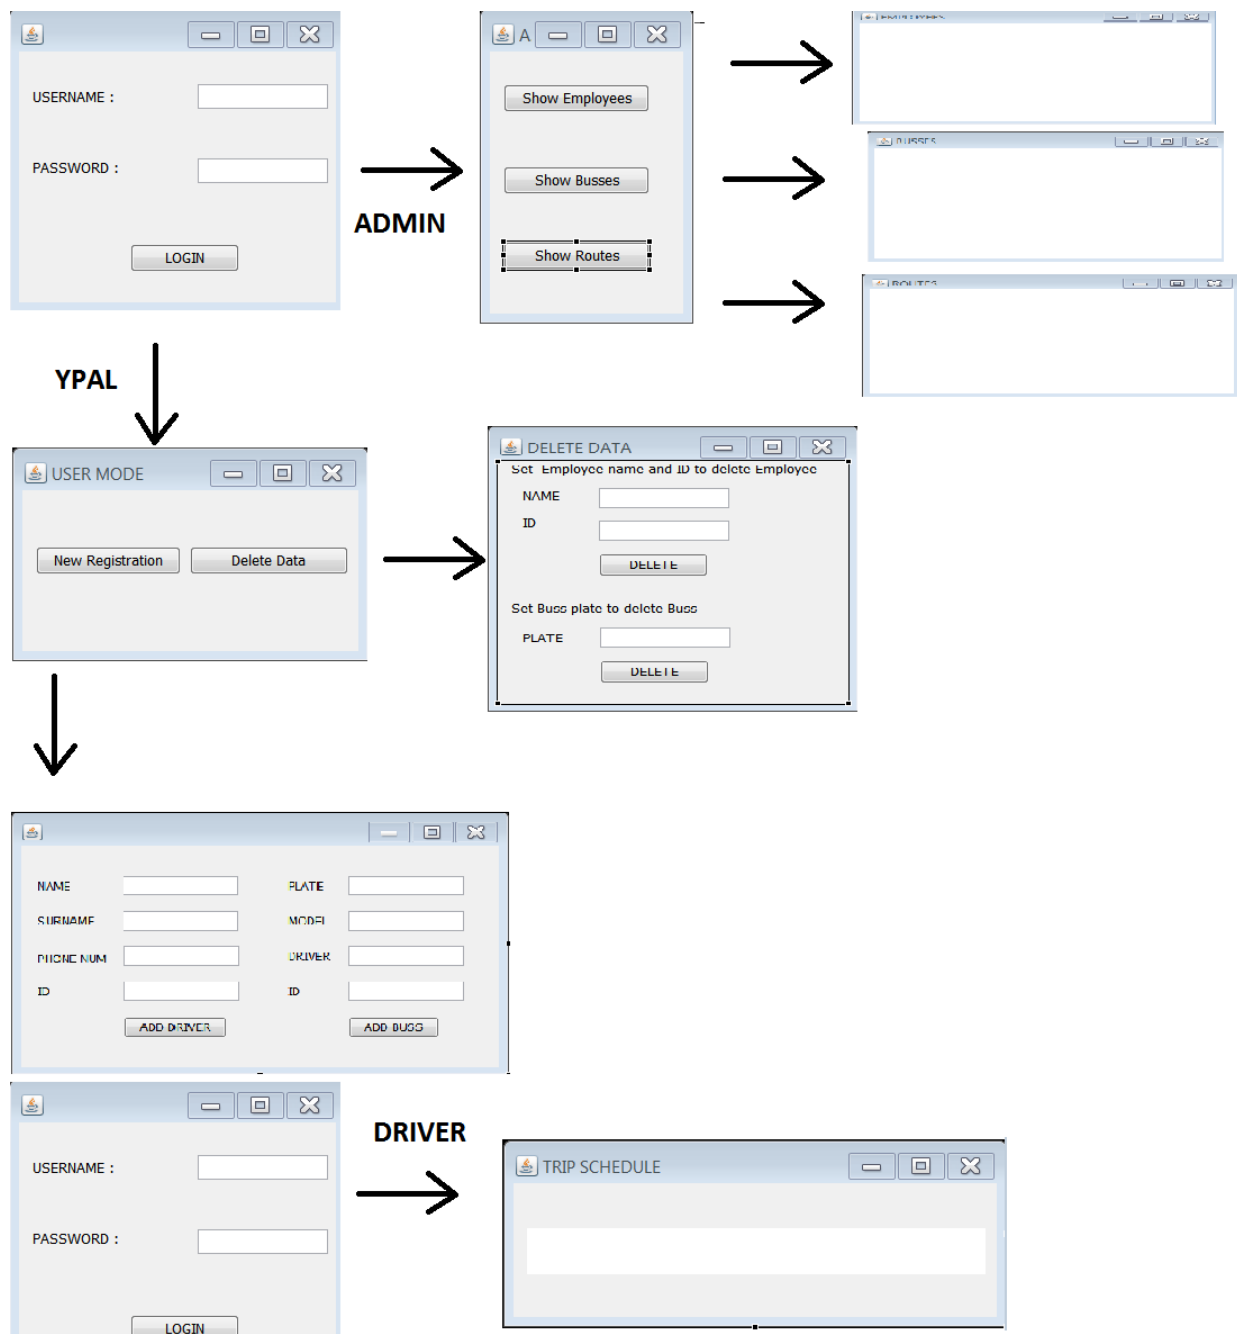 USERNAME :
PASSWORD :
LOGIN
ADMIN
A
Show Employees
Show Busses
Show Routes
EMPLOYEES
BUSSES
ROUTES
YPAL
USER MODE
New Registration
Delete Data
DELETE DATA
Set Employee name and ID to delete Employee
NAME
ID
DELETE
Set Buss plate to delete Buss
PLATE
DELETE
NAME
PLATE
SURNAME
MODEL
PHONE NUM
DRIVER
ID
ID
ADD DRIVER
ADD BUSS
USERNAME :
PASSWORD :
LOGIN
DRIVER
TRIP SCHEDULE